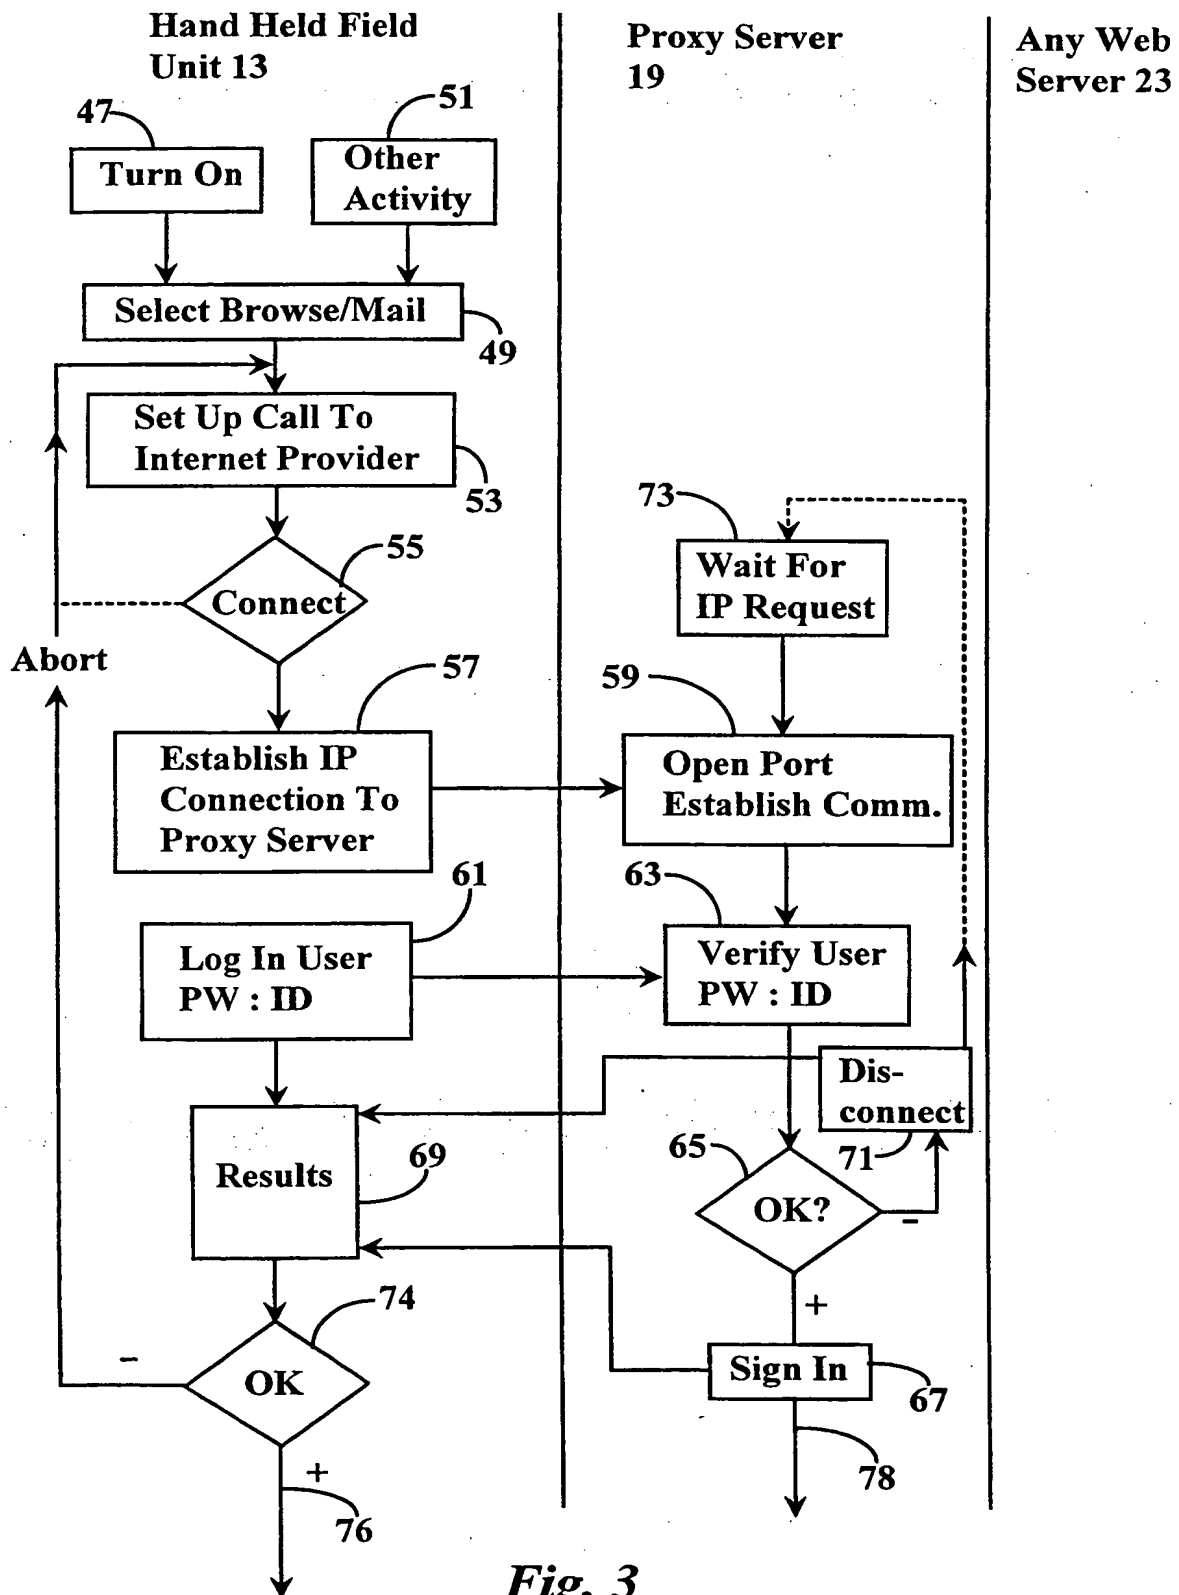 Hand Held Field
Unit 13
Proxy Server
19
Any Web
Server 23
47
51
Turn On
Other
Activity
Select Browse/Mail
49
Set Up Call To
Internet Provider
53
73
55
Wait For
IP Request
Connect
Abort
57
59
Establish IP
Connection To
Proxy Server
Open Port
Establish Comm.
61
63
Log In User
PW : ID
Verify User
PW : ID
Dis-
connect
71
Results
69
65
OK?
-
+
74
OK
-
Sign In
67
+
76
78
Fig. 3